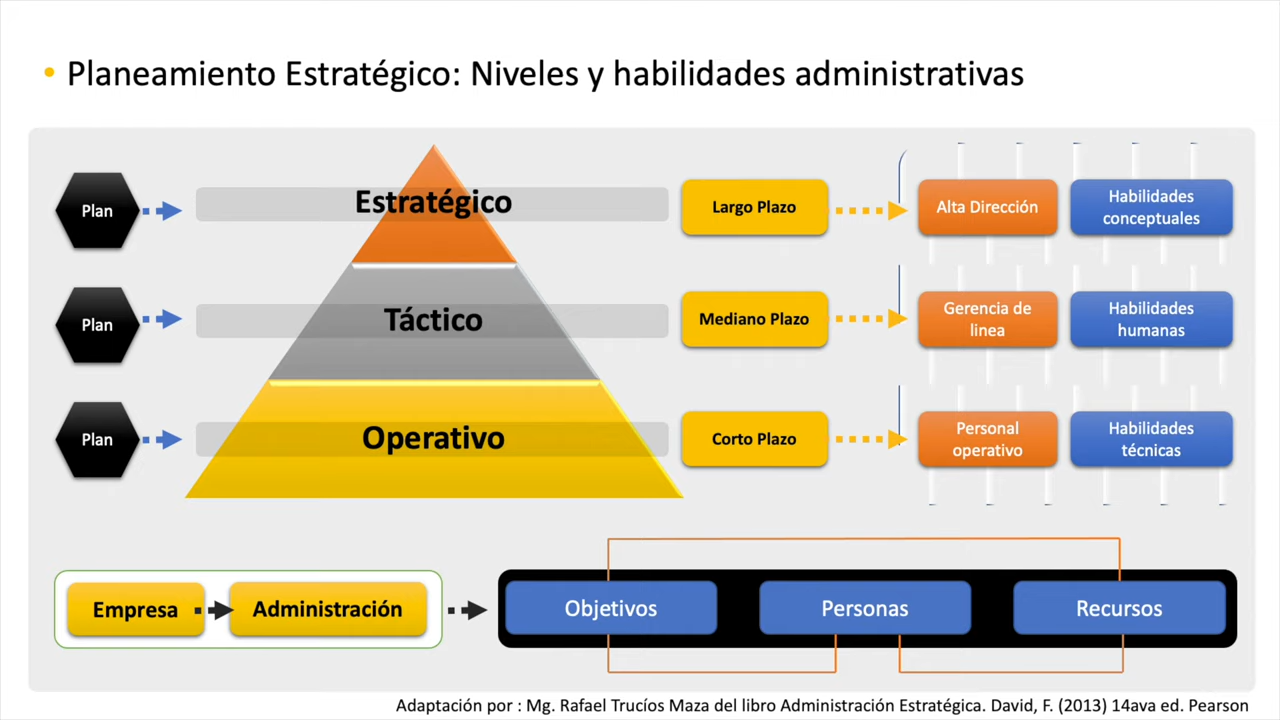 • Planeamiento Estratégico: Niveles y habilidades administrativas
Plan
Estratégico
Largo Plazo
Alta Dirección
Habilidades
conceptuales
Plan
Táctico
Mediano Plazo
Gerencia de
linea
Habilidades
humanas
Plan
Operativo
Corto Plazo
Personal
operativo
Habilidades
técnicas
Empresa
Administración
Objetivos
Personas
Recursos
Adaptación por : Mg. Rafael Trucíos Maza del libro Administración Estratégica. David, F. (2013) 14ava ed. Pearson